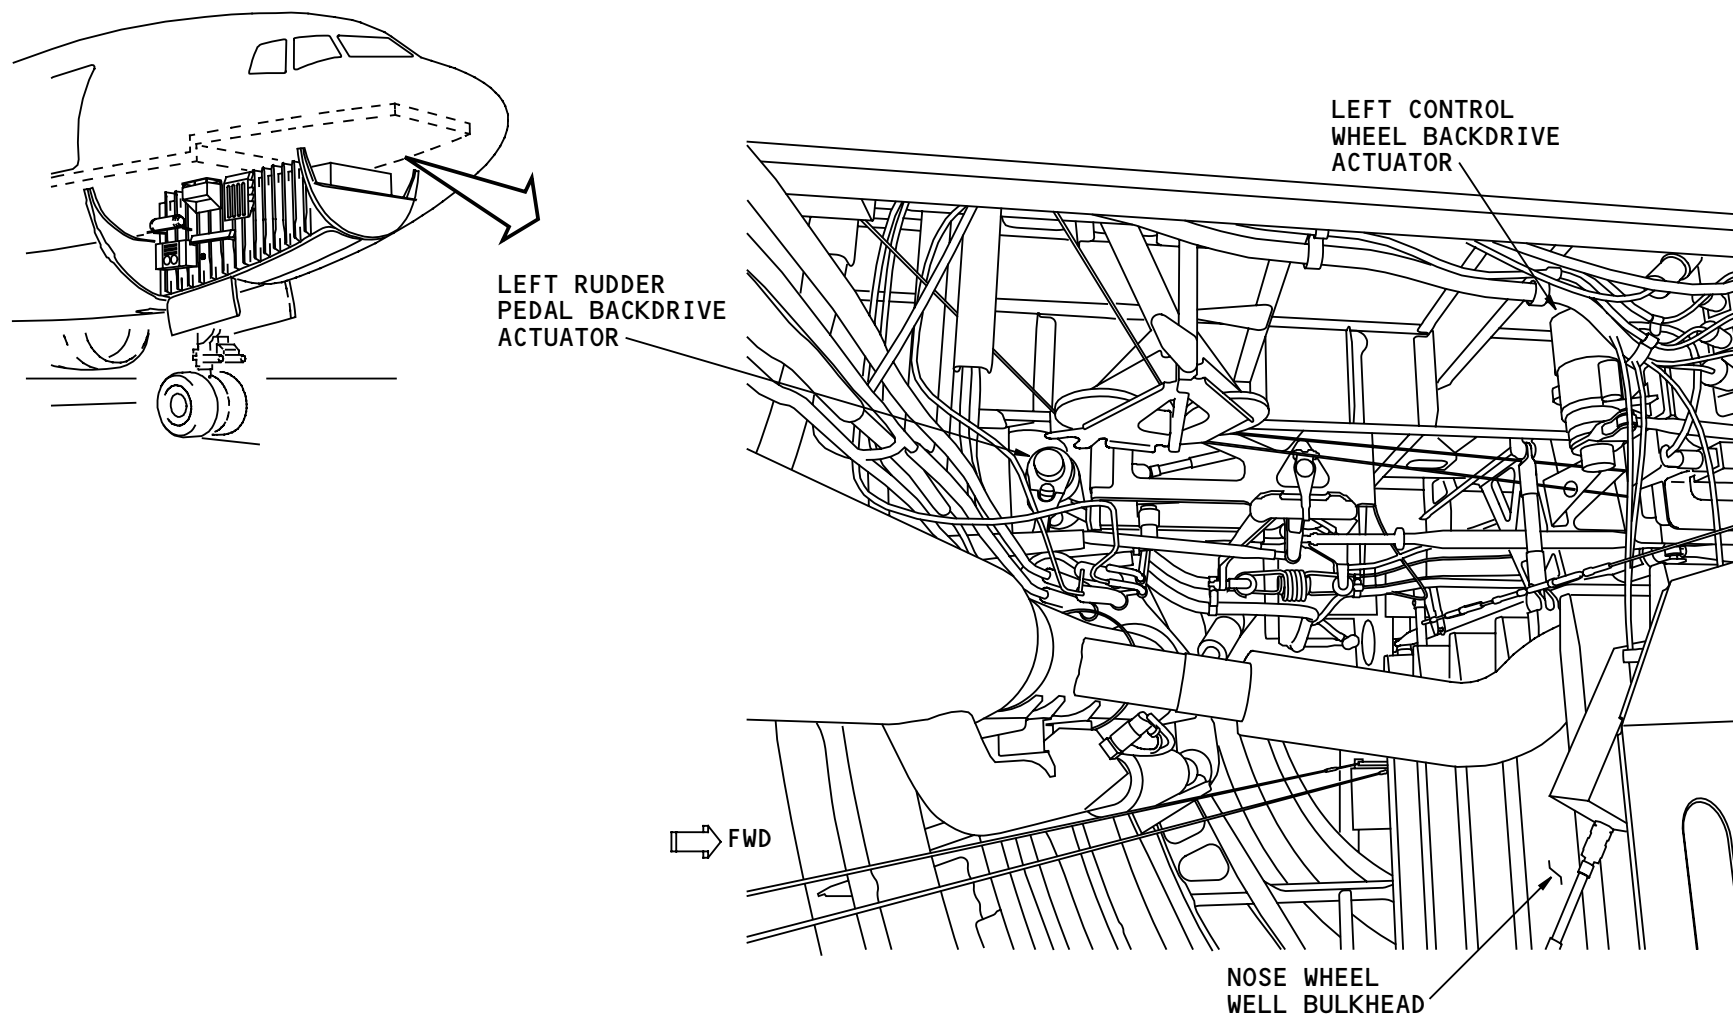 LEFT CONTROL
WHEEL BACKDRIVE
ACTUATOR
LEFT RUDDER
PEDAL BACKDRIVE
ACTUATOR
FWD
NOSE WHEEL
WELL BULKHEAD